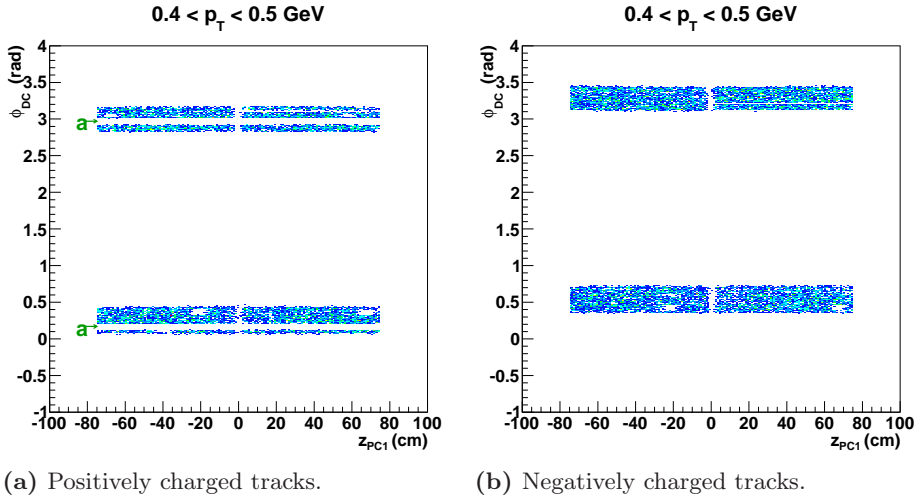 0.4 < p_T < 0.5 GeV
0.4 < p_T < 0.5 GeV
φ_DC (rad)
4
3.5
a
3
2.5
2
1.5
1
0.5
a
0
-0.5
-1
-100 -80 -60 -40 -20 0 20 40 60 80 100
z_PC1 (cm)
φ_DC (rad)
4
3.5
3
2.5
2
1.5
1
0.5
0
-0.5
-1
-100 -80 -60 -40 -20 0 20 40 60 80 100
z_PC1 (cm)
(a) Positively charged tracks.
(b) Negatively charged tracks.